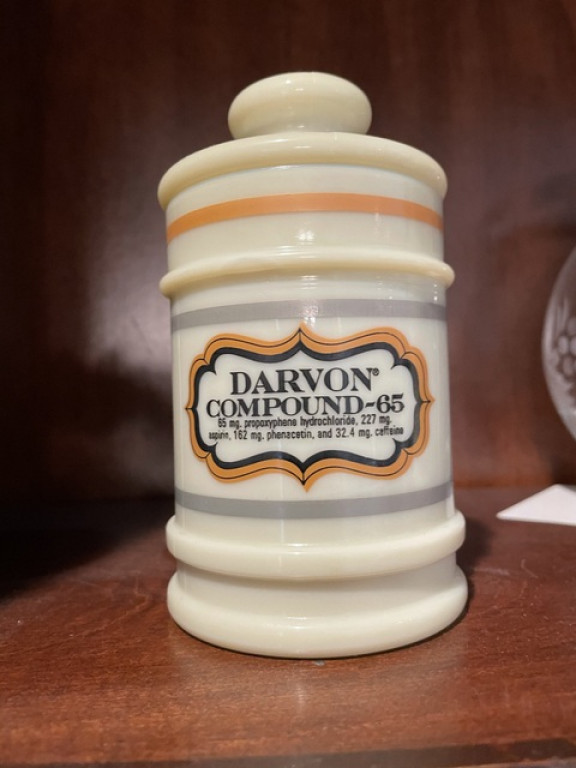 DARVON®
COMPOUND-65
65 mg. propoxyphene hydrochloride, 227 mg.
aspirin, 162 mg. phenacetin, and 32.4 mg. caffeine